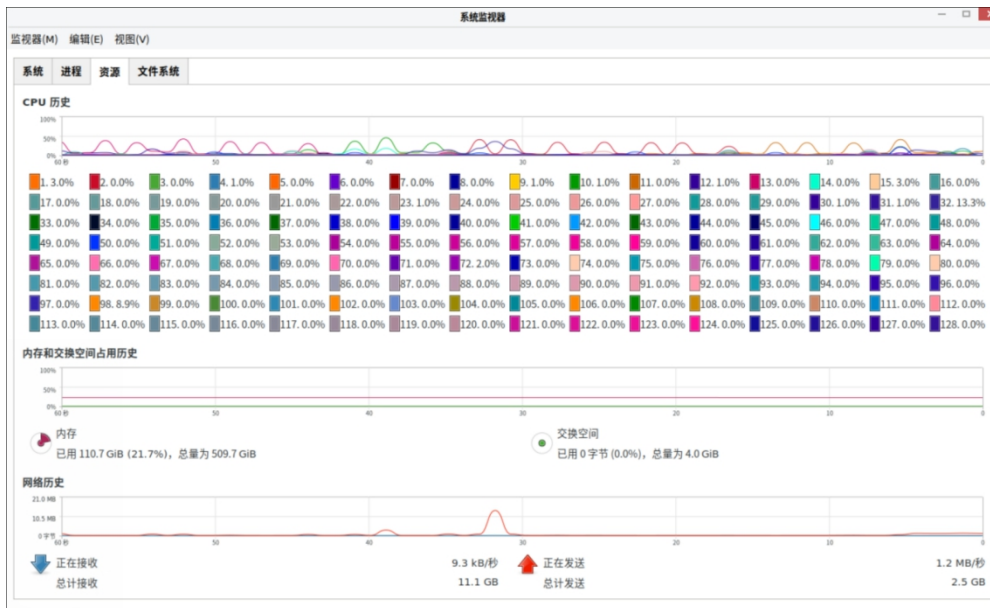 系统监视器
监视器(M) 编辑(E) 视图(V)
系统 进程 资源 文件系统
CPU 历史
100%
50%
0%
60 秒 50 40 30 20 10 0
1. 3.0% 2. 0.0% 3. 0.0% 4. 1.0% 5. 0.0% 6. 0.0% 7. 0.0% 8. 0.0% 9. 1.0% 10. 1.0% 11. 0.0% 12. 1.0% 13. 0.0% 14. 0.0% 15. 3.0% 16. 0.0%
17. 0.0% 18. 0.0% 19. 0.0% 20. 0.0% 21. 0.0% 22. 0.0% 23. 1.0% 24. 0.0% 25. 0.0% 26. 0.0% 27. 0.0% 28. 0.0% 29. 0.0% 30. 1.0% 31. 1.0% 32. 13.3%
33. 0.0% 34. 0.0% 35. 0.0% 36. 0.0% 37. 0.0% 38. 0.0% 39. 0.0% 40. 0.0% 41. 0.0% 42. 0.0% 43. 0.0% 44. 0.0% 45. 0.0% 46. 0.0% 47. 0.0% 48. 0.0%
49. 0.0% 50. 0.0% 51. 0.0% 52. 0.0% 53. 0.0% 54. 0.0% 55. 0.0% 56. 0.0% 57. 0.0% 58. 0.0% 59. 0.0% 60. 0.0% 61. 0.0% 62. 0.0% 63. 0.0% 64. 0.0%
65. 0.0% 66. 0.0% 67. 0.0% 68. 0.0% 69. 0.0% 70. 0.0% 71. 0.0% 72. 2.0% 73. 0.0% 74. 0.0% 75. 0.0% 76. 0.0% 77. 0.0% 78. 0.0% 79. 0.0% 80. 0.0%
81. 0.0% 82. 0.0% 83. 0.0% 84. 0.0% 85. 0.0% 86. 0.0% 87. 0.0% 88. 0.0% 89. 0.0% 90. 0.0% 91. 0.0% 92. 0.0% 93. 0.0% 94. 0.0% 95. 0.0% 96. 0.0%
97. 0.0% 98. 8.9% 99. 0.0% 100. 0.0% 101. 0.0% 102. 0.0% 103. 0.0% 104. 0.0% 105. 0.0% 106. 0.0% 107. 0.0% 108. 0.0% 109. 0.0% 110. 0.0% 111. 0.0% 112. 0.0%
113. 0.0% 114. 0.0% 115. 0.0% 116. 0.0% 117. 0.0% 118. 0.0% 119. 0.0% 120. 0.0% 121. 0.0% 122. 0.0% 123. 0.0% 124. 0.0% 125. 0.0% 126. 0.0% 127. 0.0% 128. 0.0%
内存和交换空间占用历史
100%
50%
0%
60 秒 50 40 30 20 10 0
内存 交换空间
已用 110.7 GiB (21.7%)，总量为 509.7 GiB 已用 0 字节 (0.0%)，总量为 4.0 GiB
网络历史
21.0 MB
10.5 MB
0 字节
60 秒 50 40 30 20 10 0
正在接收 9.3 kB/秒 正在发送 1.2 MB/秒
总计接收 11.1 GB 总计发送 2.5 GB